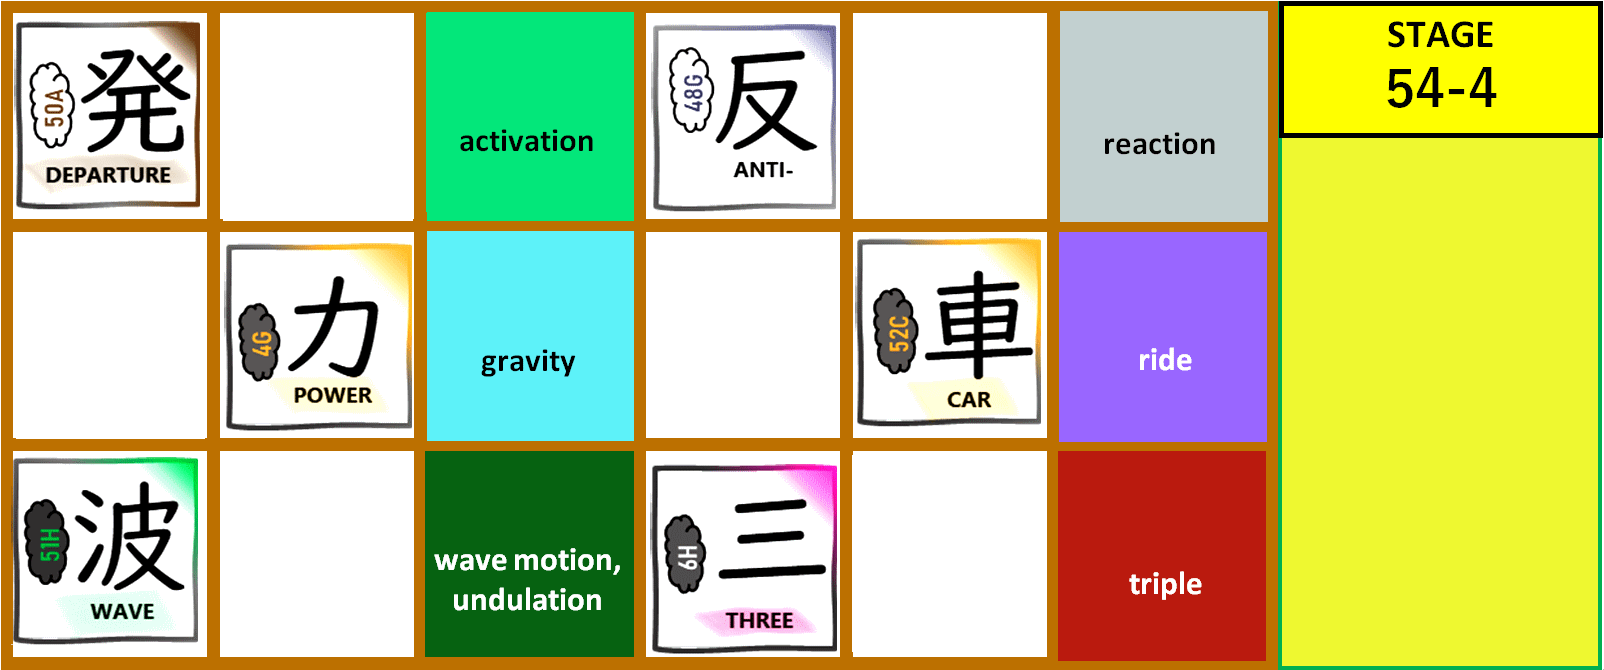 50A
発
DEPARTURE
activation
48G
反
ANTI-
reaction
STAGE
54-4
4G
力
POWER
gravity
52C
車
CAR
ride
51H
波
WAVE
wave motion,
undulation
6H
三
THREE
triple